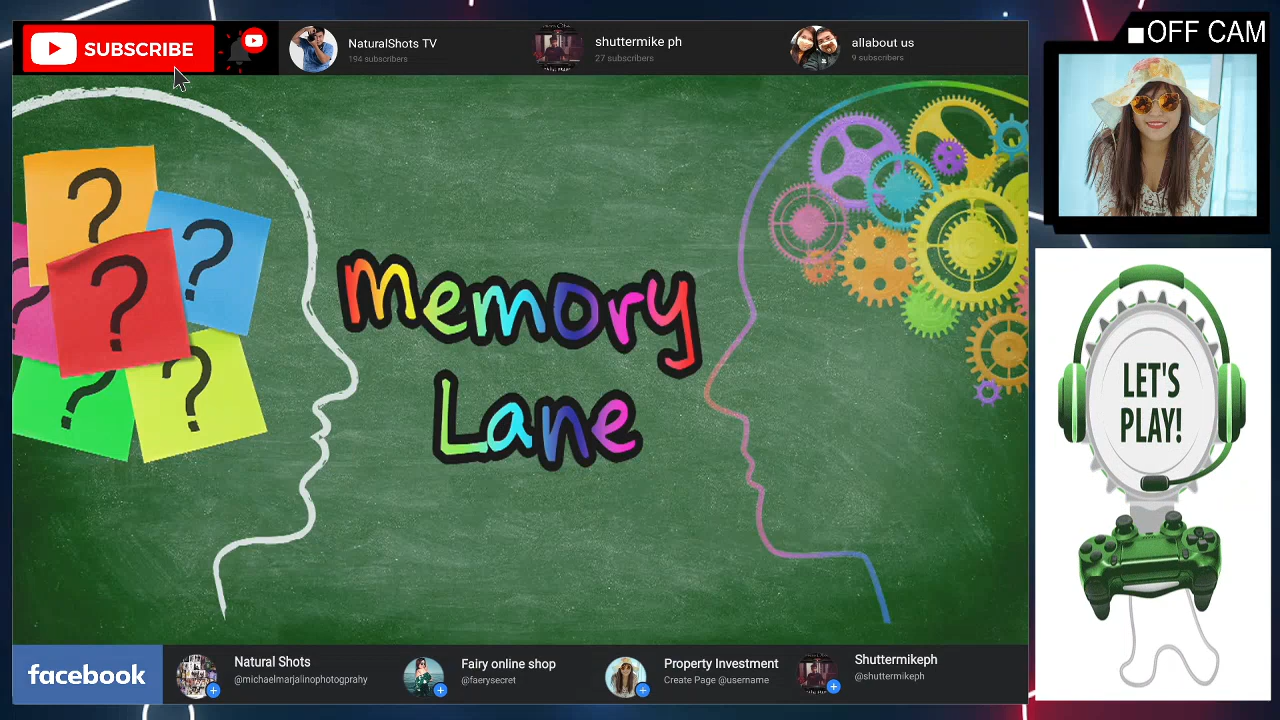 SUBSCRIBE
NaturalShots TV
194 subscribers
shuttermike ph
27 subscribers
allabout us
9 subscribers
OFF CAM
?
?
?
?
?
?
Memory
Lane
LET'S
PLAY!
facebook
Natural Shots
@michaelmarjalinophotogprahy
Fairy online shop
@faerysecret
Property Investment
Create Page @username
Shuttermikeph
@shuttermikeph